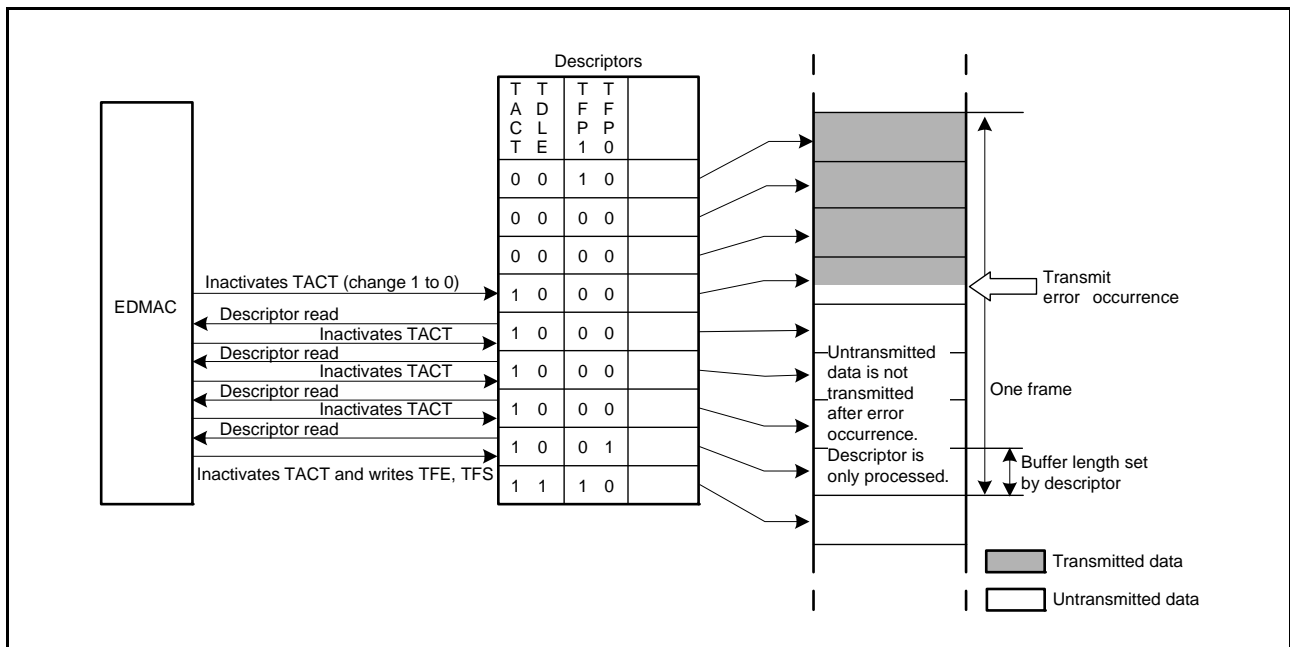 Descriptors
TACT TDLE TFP1 TFP0
0 0 1 0
0 0 0 0
0 0 0 0
1 0 0 0
1 0 0 0
1 0 0 0
1 0 0 0
1 0 0 1
1 1 1 0
EDMAC
Inactivates TACT (change 1 to 0)
Descriptor read
Inactivates TACT
Descriptor read
Inactivates TACT
Descriptor read
Inactivates TACT
Descriptor read
Inactivates TACT and writes TFE, TFS
Transmit
error occurrence
Untransmitted
data is not
transmitted
after error
occurrence.
Descriptor is
only processed.
One frame
Buffer length set
by descriptor
Transmitted data
Untransmitted data